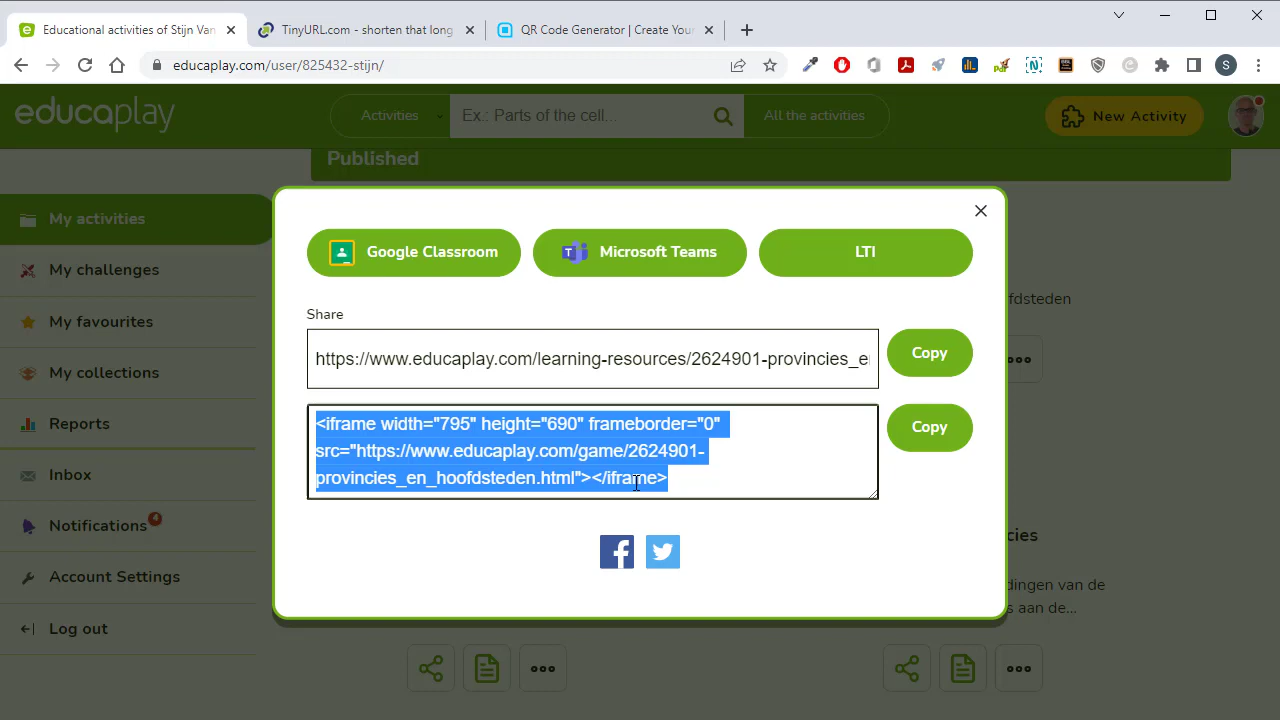 Educational activities of Stijn Van
TinyURL.com - shorten that long
QR Code Generator | Create Your
educaplay.com/user/825432-stijn/
S
educaplay
Activities
Ex.: Parts of the cell...
All the activities
New Activity
Published
My activities
My challenges
My favourites
My collections
Reports
Inbox
Notifications
4
Account Settings
Log out
Google Classroom
Microsoft Teams
LTI
Share
https://www.educaplay.com/learning-resources/2624901-provincies_e
Copy
<iframe width="795" height="690" frameborder="0"
src="https://www.educaplay.com/game/2624901-
provincies_en_hoofdsteden.html"></iframe>
Copy
fdsteden
cies
dingen van de
s aan de...